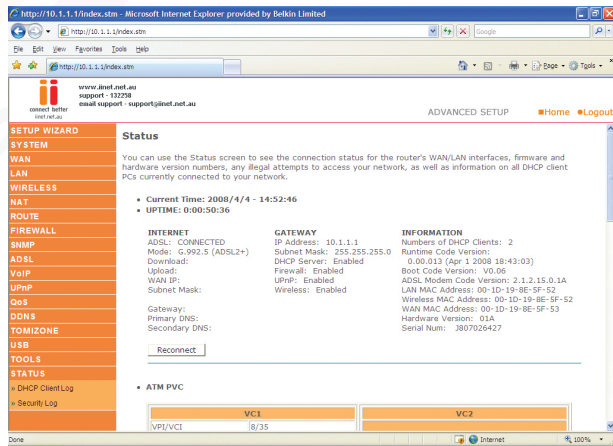 http://10.1.1.1/index.stm - Microsoft Internet Explorer provided by Belkin Limited
http://10.1.1.1/index.stm
Google
File Edit View Favorites Tools Help
http://10.1.1.1/index.stm
Page Tools
www.iinet.net.au
support - 132258
email support - support@iinet.net.au
connect better
iinet.net.au
ADVANCED SETUP Home Logout
SETUP WIZARD
SYSTEM
WAN
LAN
WIRELESS
NAT
ROUTE
FIREWALL
SNMP
ADSL
VoIP
UPnP
QoS
DDNS
TOMIZONE
USB
TOOLS
STATUS
» DHCP Client Log
» Security Log
Status
You can use the Status screen to see the connection status for the router's WAN/LAN interfaces, firmware and
hardware version numbers, any illegal attempts to access your network, as well as information on all DHCP client
PCs currently connected to your network.
• Current Time: 2008/4/4 - 14:52:46
• UPTIME: 0:00:50:36
INTERNET
ADSL: CONNECTED
Mode: G.992.5 (ADSL2+)
Download:
Upload:
WAN IP:
Subnet Mask:
Gateway:
Primary DNS:
Secondary DNS:
GATEWAY
IP Address: 10.1.1.1
Subnet Mask: 255.255.255.0
DHCP Server: Enabled
Firewall: Enabled
UPnP: Enabled
Wireless: Enabled
INFORMATION
Numbers of DHCP Clients: 2
Runtime Code Version:
0.00.013 (Apr 1 2008 18:43:03)
Boot Code Version: V0.06
ADSL Modem Code Version: 2.1.2.15.0.1A
LAN MAC Address: 00-1D-19-8E-5F-52
Wireless MAC Address: 00-1D-19-8E-5F-52
WAN MAC Address: 00-1D-19-8E-5F-53
Hardware Version: 01A
Serial Num: J807026427
Reconnect
• ATM PVC
VC1 VC2
VPI/VCI 8/35
Done Internet 100%